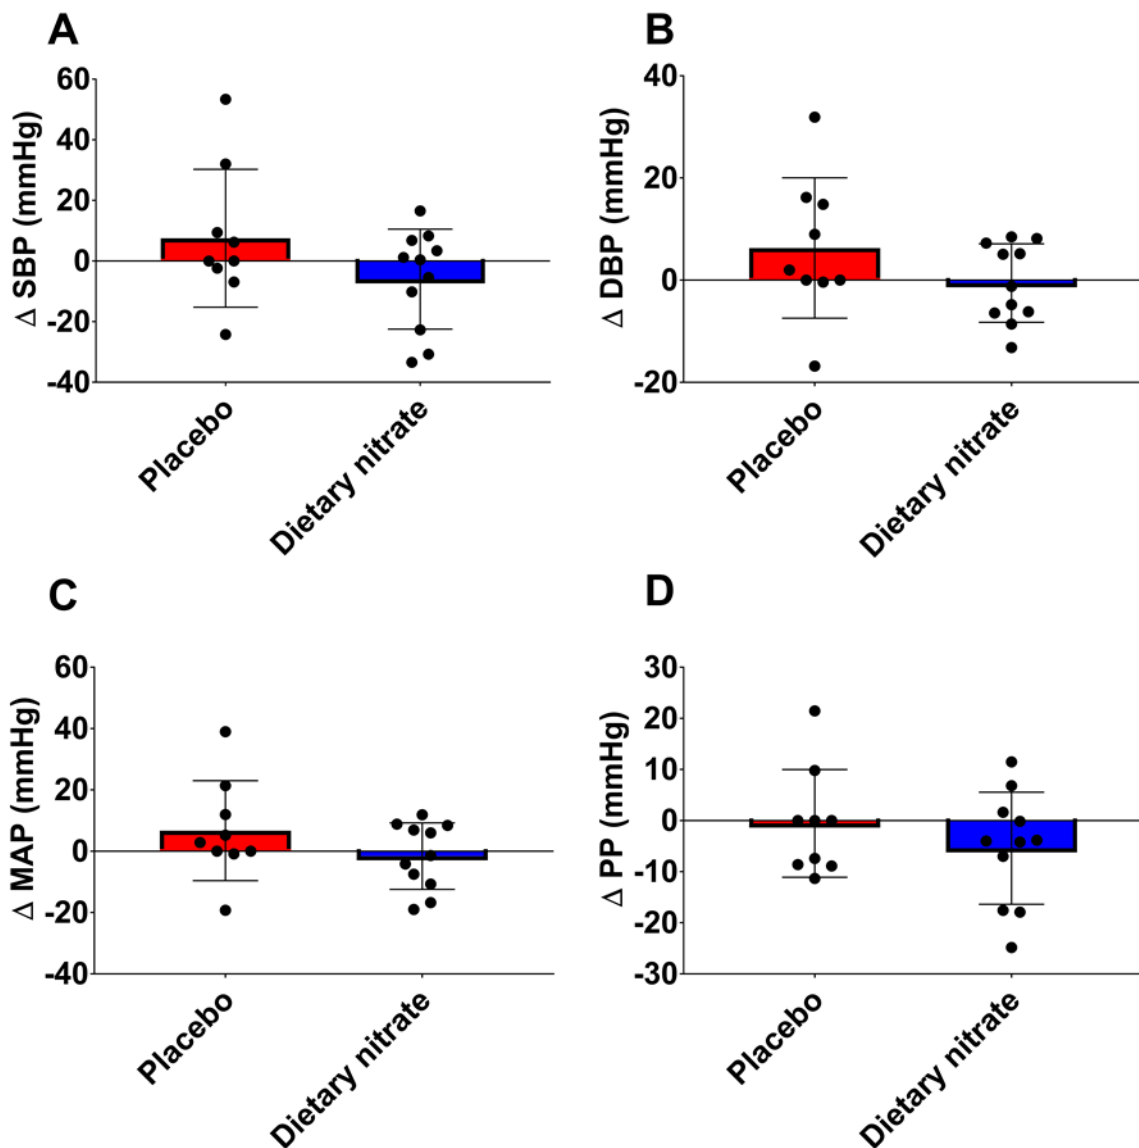 A
Δ SBP (mmHg)
60
40
20
0
-20
-40
Placebo
Dietary nitrate
B
Δ DBP (mmHg)
40
20
0
-20
Placebo
Dietary nitrate
C
Δ MAP (mmHg)
60
40
20
0
-20
-40
Placebo
Dietary nitrate
D
Δ PP (mmHg)
30
20
10
0
-10
-20
-30
Placebo
Dietary nitrate